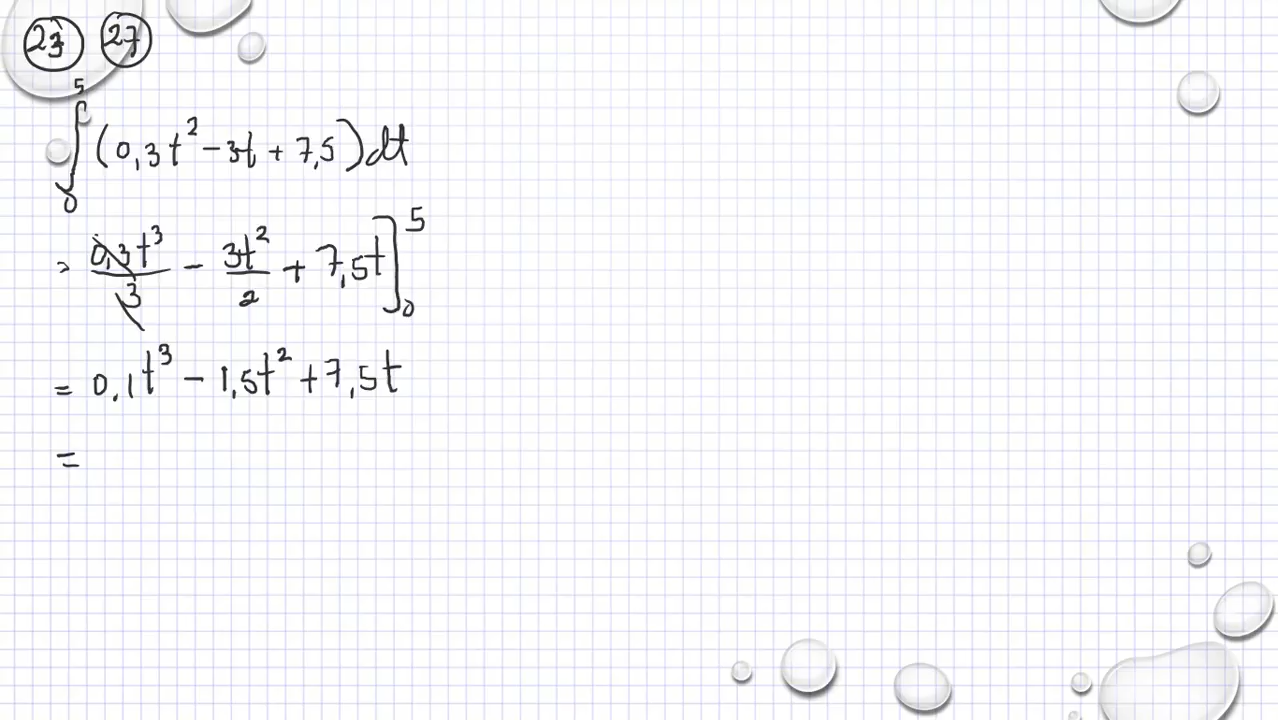 23 27
∫₀⁵ (0,3t² − 3t + 7,5) dt
= 0,3t³/3 − 3t²/2 + 7,5t]₀⁵
= 0,1t³ − 1,5t² + 7,5t
=